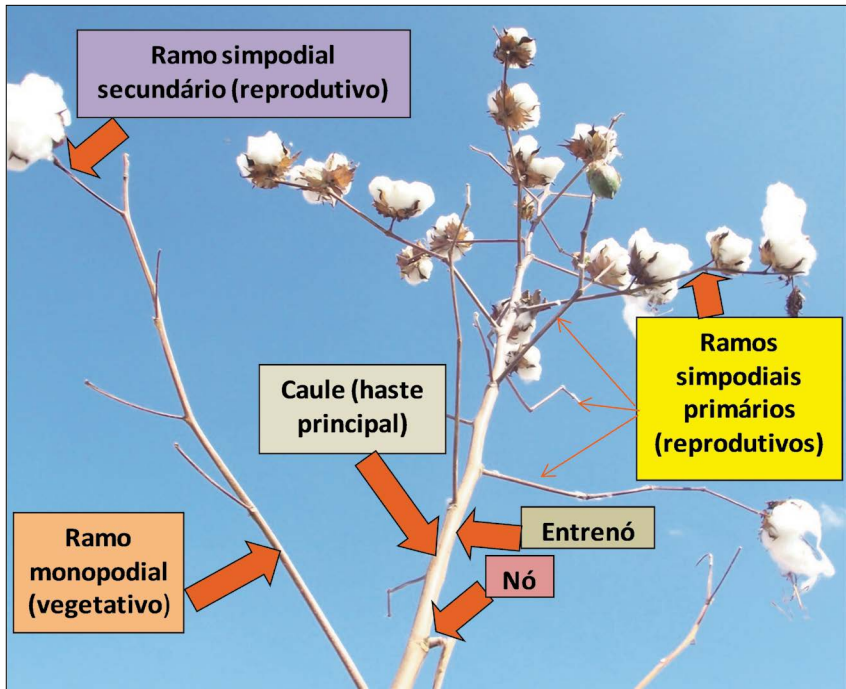 Ramo simpodial
secundário (reprodutivo)
Ramos
simpodiais
primários
(reprodutivos)
Caule (haste
principal)
Entrenó
Nó
Ramo
monopodial
(vegetativo)